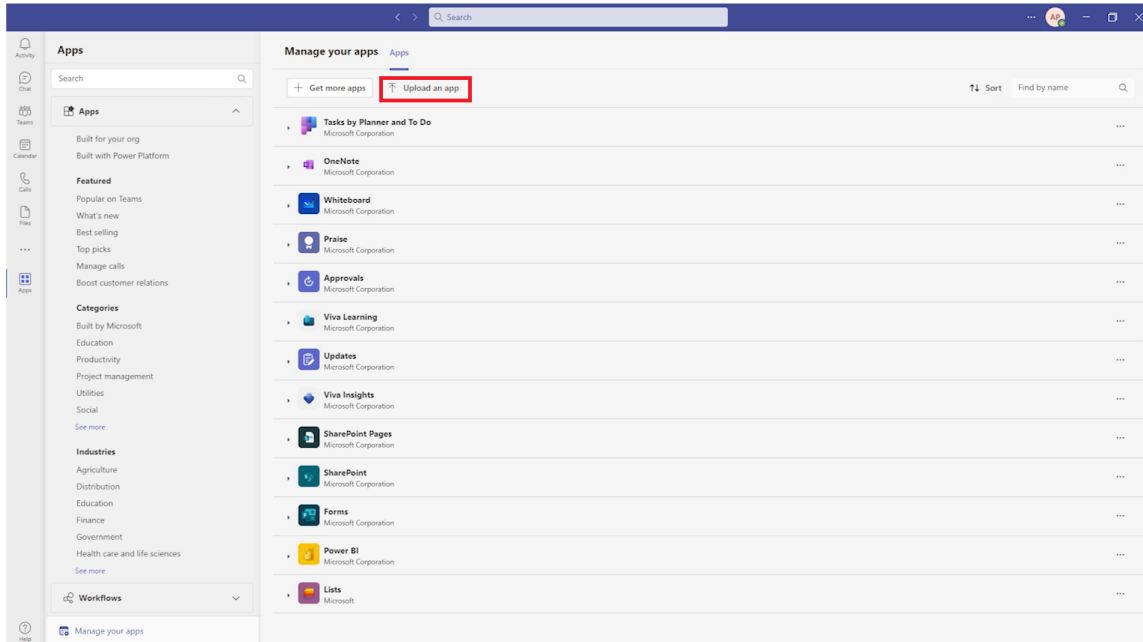 Search
AP
Activity
Chat
Teams
Calendar
Calls
Files
Apps
Help
Apps
Search
Apps
Built for your org
Built with Power Platform
Featured
Popular on Teams
What's new
Best selling
Top picks
Manage calls
Boost customer relations
Categories
Built by Microsoft
Education
Productivity
Project management
Utilities
Social
See more
Industries
Agriculture
Distribution
Education
Finance
Government
Health care and life sciences
See more
Workflows
Manage your apps
Manage your apps Apps
Get more apps Upload an app Sort Find by name
Tasks by Planner and To Do
Microsoft Corporation
OneNote
Microsoft Corporation
Whiteboard
Microsoft Corporation
Praise
Microsoft Corporation
Approvals
Microsoft Corporation
Viva Learning
Microsoft Corporation
Updates
Microsoft Corporation
Viva Insights
Microsoft Corporation
SharePoint Pages
Microsoft Corporation
SharePoint
Microsoft Corporation
Forms
Microsoft Corporation
Power BI
Microsoft Corporation
Lists
Microsoft